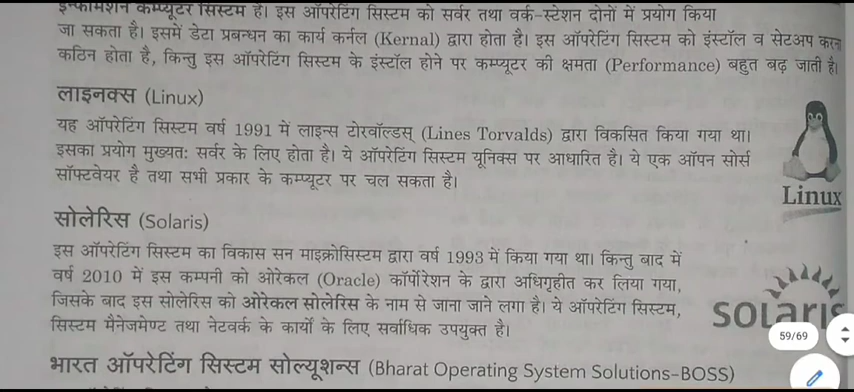 इन्फॉमेशन कम्प्यूटर सिस्टम है। इस ऑपरेटिंग सिस्टम को सर्वर तथा वर्क-स्टेशन दोनों में प्रयोग किया
जा सकता है। इसमें डेटा प्रबन्धन का कार्य कर्नल (Kernal) द्वारा होता है। इस ऑपरेटिंग सिस्टम को इंस्टॉल व सेटअप करना
कठिन होता है, किन्तु इस ऑपरेटिंग सिस्टम के इंस्टॉल होने पर कम्प्यूटर की क्षमता (Performance) बहुत बढ़ जाती है।
लाइनक्स (Linux)
यह ऑपरेटिंग सिस्टम वर्ष 1991 में लाइन्स टोरवॉल्डस् (Lines Torvalds) द्वारा विकसित किया गया था।
इसका प्रयोग मुख्यतः सर्वर के लिए होता है। ये ऑपरेटिंग सिस्टम यूनिक्स पर आधारित है। ये एक ऑपन सोर्स
सॉफ्टवेयर है तथा सभी प्रकार के कम्प्यूटर पर चल सकता है।
Linux
सोलेरिस (Solaris)
इस ऑपरेटिंग सिस्टम का विकास सन माइक्रोसिस्टम द्वारा वर्ष 1993 में किया गया था। किन्तु बाद में
वर्ष 2010 में इस कम्पनी को ओरेकल (Oracle) कॉर्पोरेशन के द्वारा अधिगृहीत कर लिया गया,
जिसके बाद इस सोलेरिस को ओरेकल सोलेरिस के नाम से जाना जाने लगा है। ये ऑपरेटिंग सिस्टम,
सिस्टम मैनेजमेण्ट तथा नेटवर्क के कार्यों के लिए सर्वाधिक उपयुक्त है।
solaris
59/69
भारत ऑपरेटिंग सिस्टम सोल्यूशन्स (Bharat Operating System Solutions-BOSS)